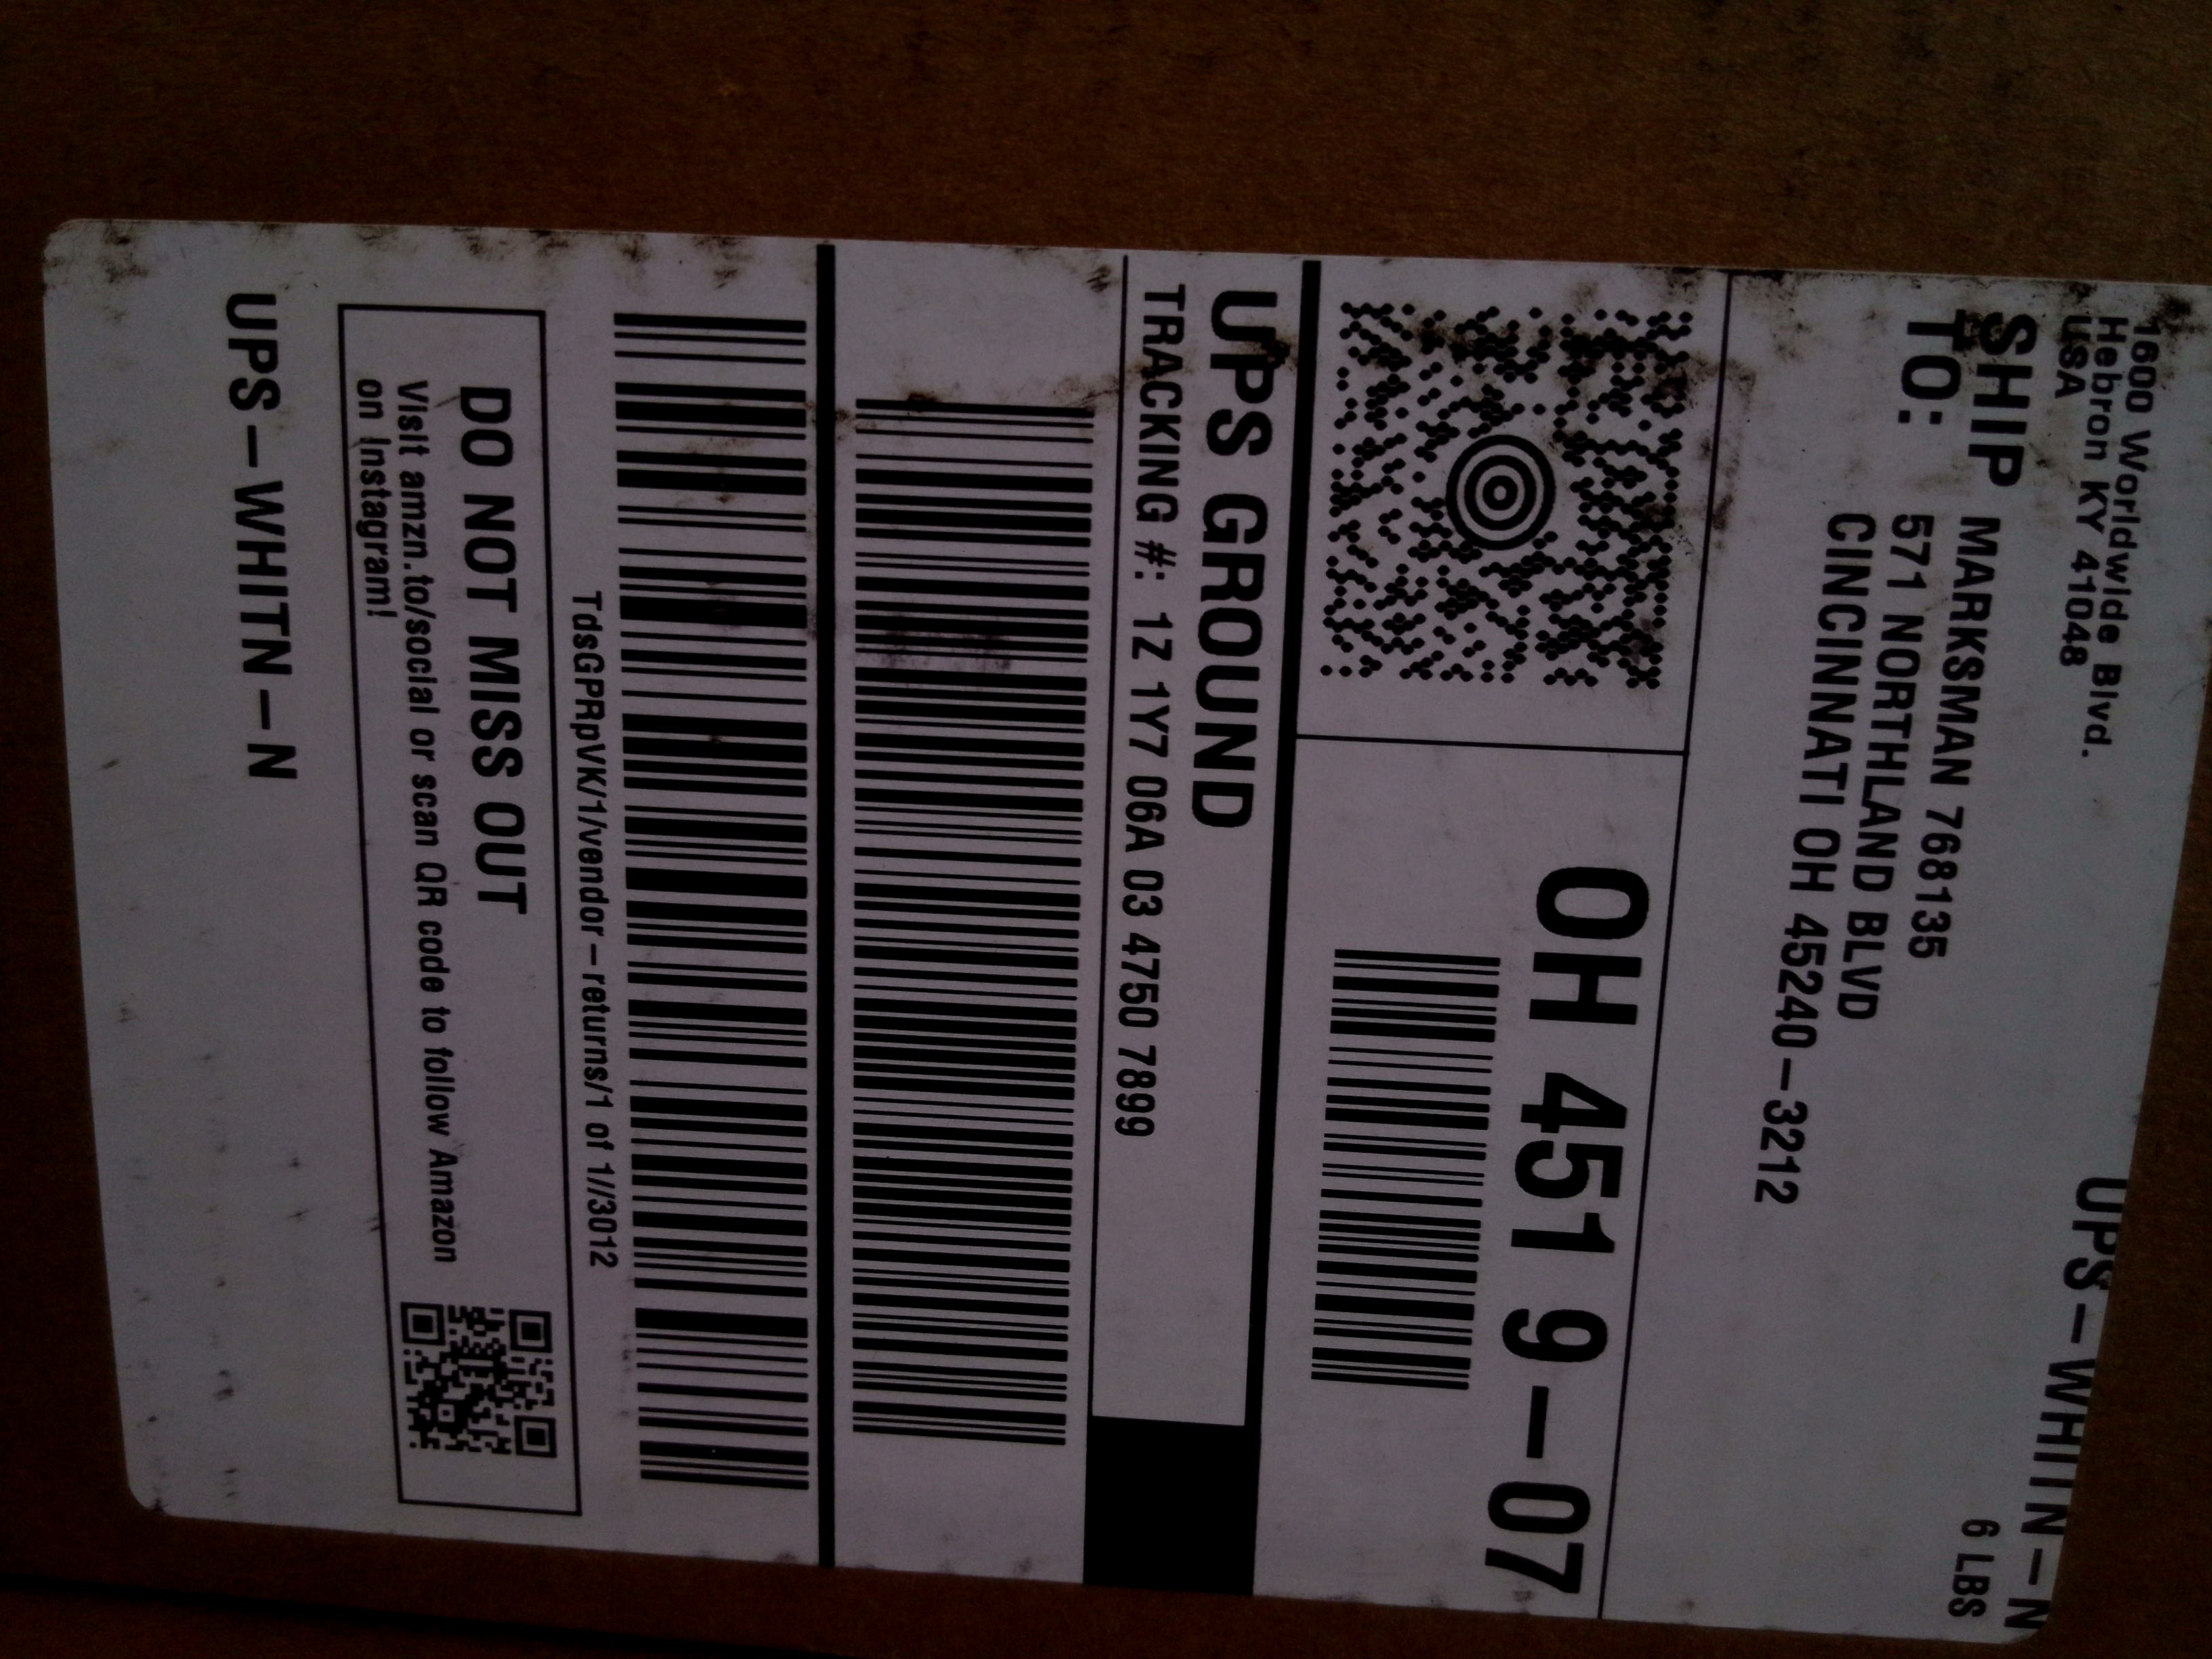 1600 Worldwide Blvd.
Hebron KY 41048
USA
UPS-WHITN-N
6 LBS
SHIP
TO:
MARKSMAN 768135
571 NORTHLAND BLVD
CINCINNATI OH 45240-3212
OH 451 9-07
UPS GROUND
TRACKING #: 1Z 1Y7 06A 03 4750 7899
TdsGPRpVK/1/vendor-returns/1 of 1//3012
DO NOT MISS OUT
Visit amzn.to/social or scan QR code to follow Amazon
on Instagram!
UPS-WHITN-N